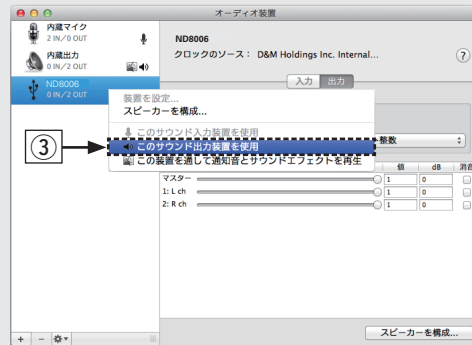 オーディオ装置
内蔵マイク
2 IN/0 OUT
内蔵出力
0 IN/2 OUT
ND8006
0 IN/2 OUT
ND8006
クロックのソース： D&M Holdings Inc. Internal...
?
入力 出力
装置を設定...
スピーカーを構成...
このサウンド入力装置を使用
③
このサウンド出力装置を使用
この装置を通して通知音とサウンドエフェクトを再生
整数
値 dB 消音
マスター 1 0
1: L ch 1 0
2: R ch 1 0
スピーカーを構成...
+ −